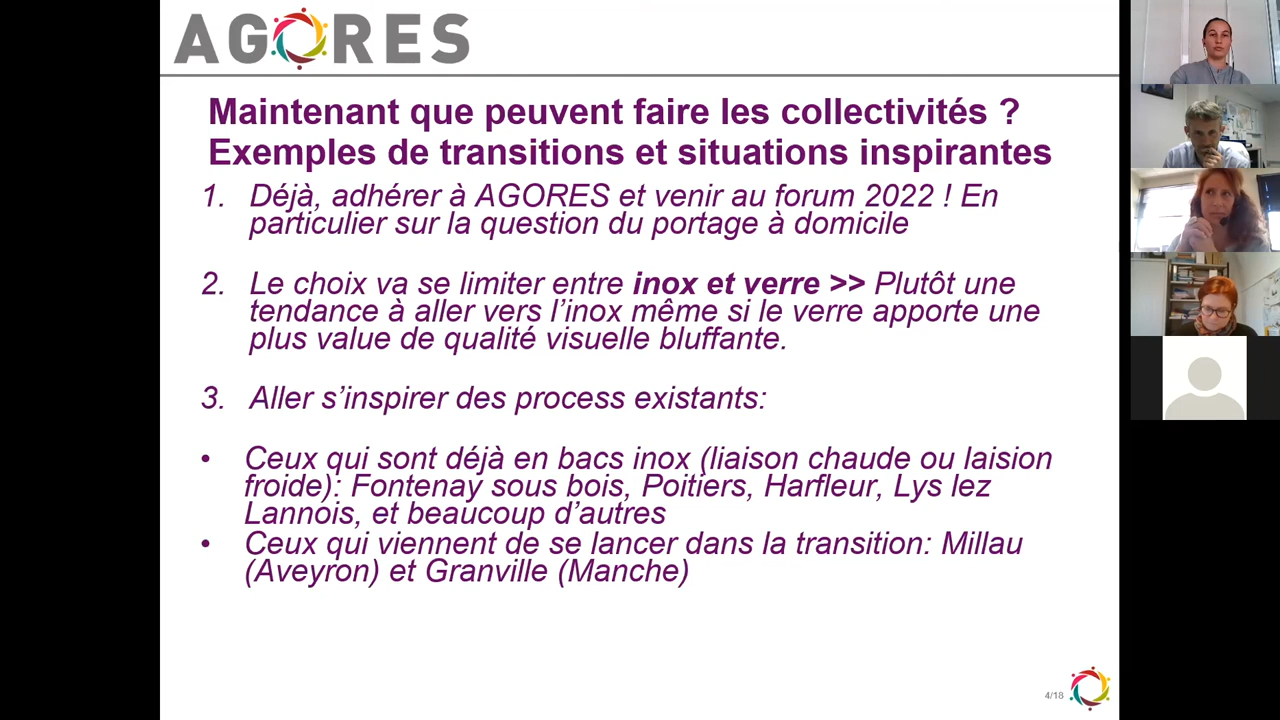 AGORES
Maintenant que peuvent faire les collectivités ?
Exemples de transitions et situations inspirantes
1. Déjà, adhérer à AGORES et venir au forum 2022 ! En
particulier sur la question du portage à domicile
2. Le choix va se limiter entre inox et verre >> Plutôt une
tendance à aller vers l’inox même si le verre apporte une
plus value de qualité visuelle bluffante.
3. Aller s’inspirer des process existants:
• Ceux qui sont déjà en bacs inox (liaison chaude ou laision
froide): Fontenay sous bois, Poitiers, Harfleur, Lys lez
Lannois, et beaucoup d’autres
• Ceux qui viennent de se lancer dans la transition: Millau
(Aveyron) et Granville (Manche)
4/18